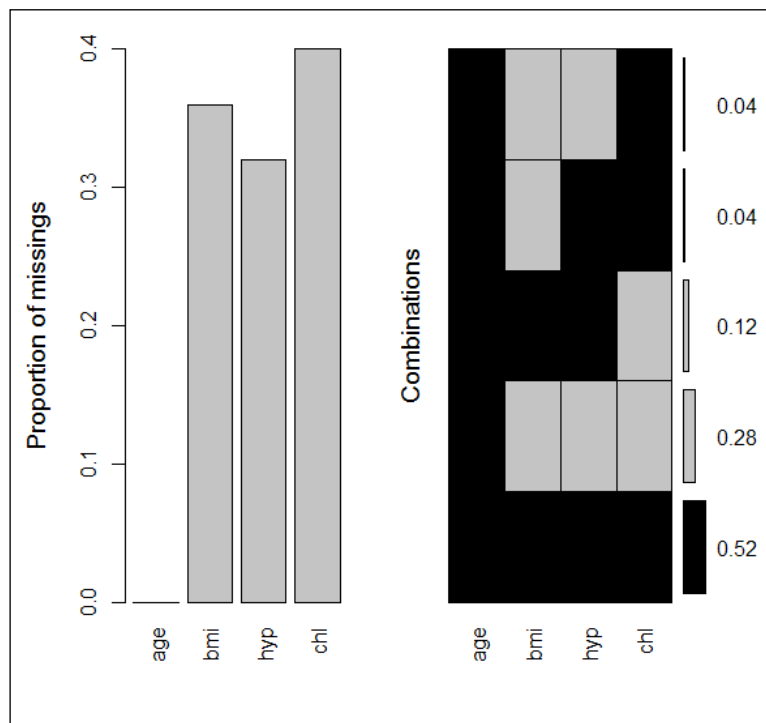 Proportion of missings
0.4
0.3
0.2
0.1
0.0
age
bmi
hyp
chl
Combinations
age
bmi
hyp
chl
0.04
0.04
0.12
0.28
0.52